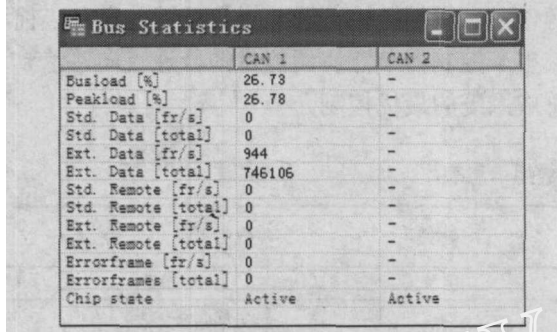 Bus Statistics
CAN 1 CAN 2
Busload [%] 26.73 -
Peakload [%] 26.78 -
Std. Data [fr/s] 0 -
Std. Data [total] 0 -
Ext. Data [fr/s] 944 -
Ext. Data [total] 746106 -
Std. Remote [fr/s] 0 -
Std. Remote [total] 0 -
Ext. Remote [fr/s] 0 -
Ext. Remote [total] 0 -
Errorframe [fr/s] 0 -
Errorframes [total] 0 -
Chip state Active Active